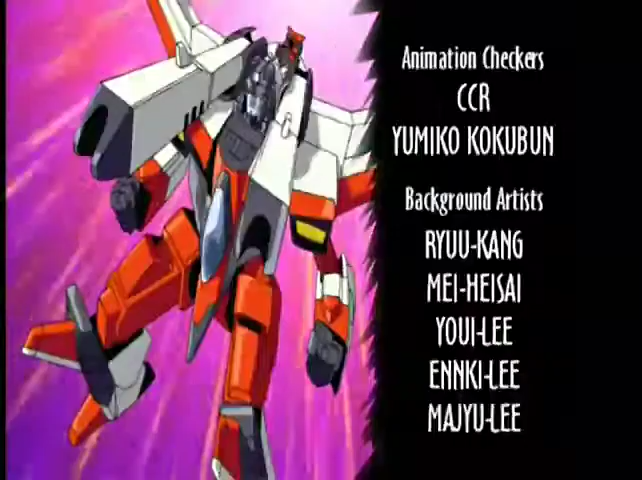 Animation Checkers
CCR
YUMIKO KOKUBUN
Background Artists
RYUU-KANG
MEI-HEISAI
YOUI-LEE
ENNKI-LEE
MAJYU-LEE